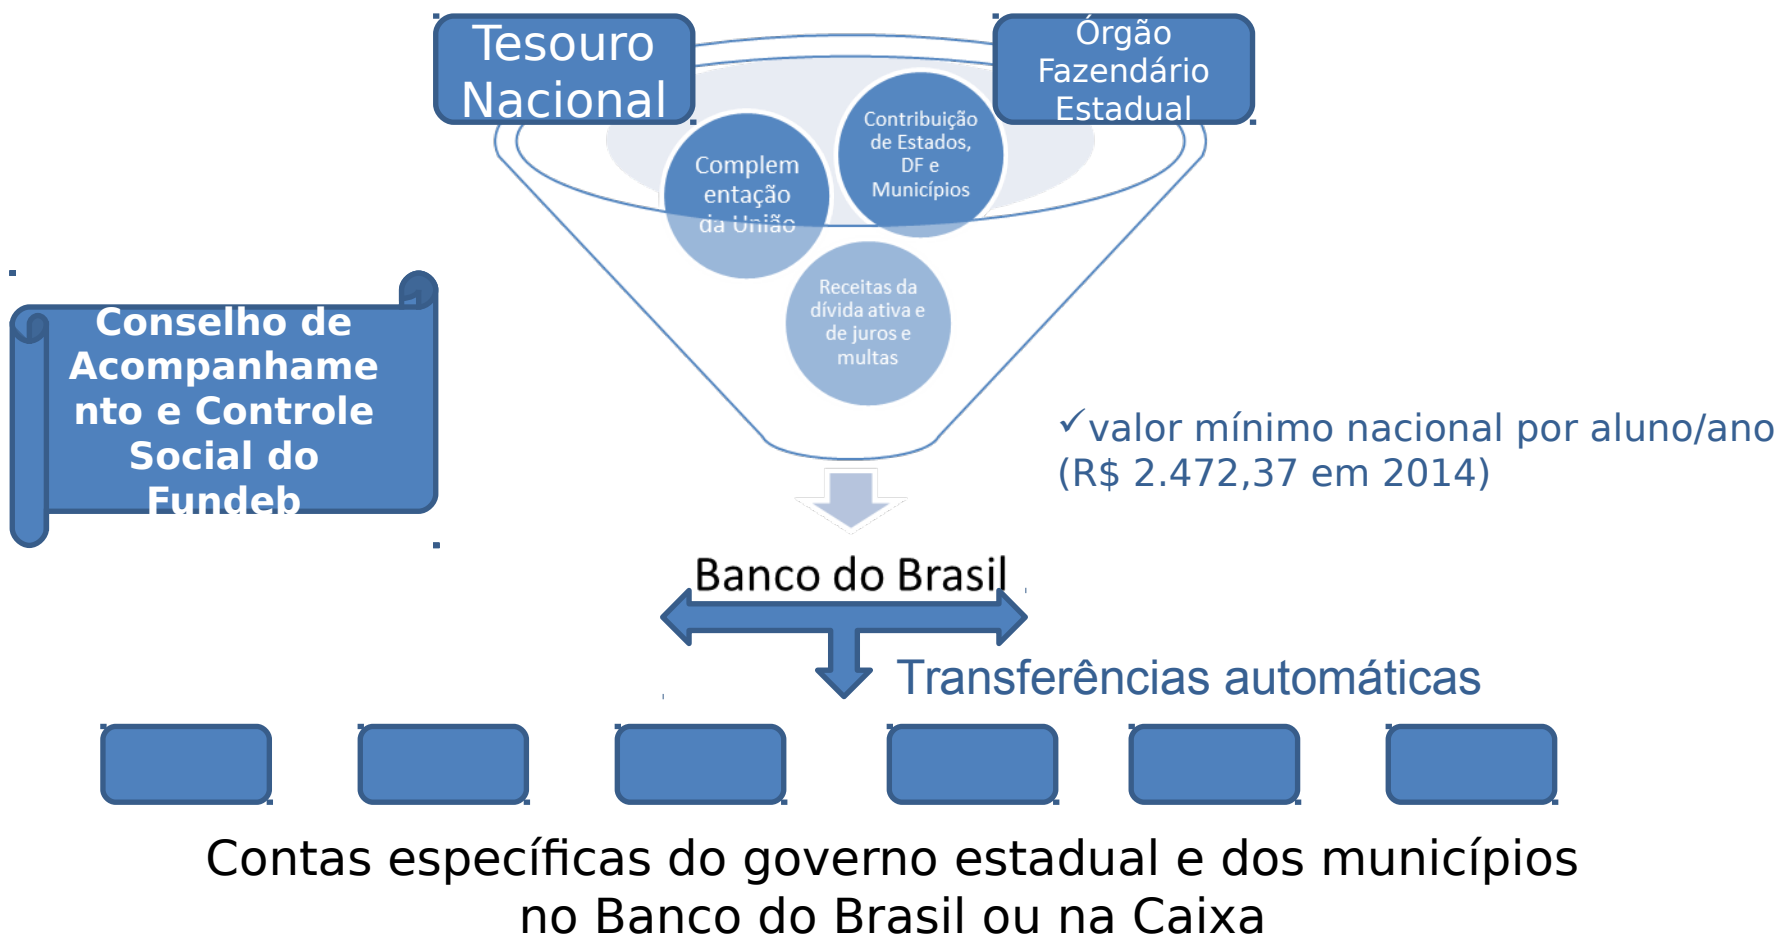 Tesouro
Nacional
Órgão
Fazendário
Estadual
Contribuição
de Estados,
DF e
Municípios
Complem
entação
da União
Receitas da
dívida ativa e
de juros e
multas
Conselho de
Acompanhame
nto e Controle
Social do
Fundeb
✓valor mínimo nacional por aluno/ano
(R$ 2.472,37 em 2014)
Banco do Brasil
Transferências automáticas
Contas específicas do governo estadual e dos municípios
no Banco do Brasil ou na Caixa